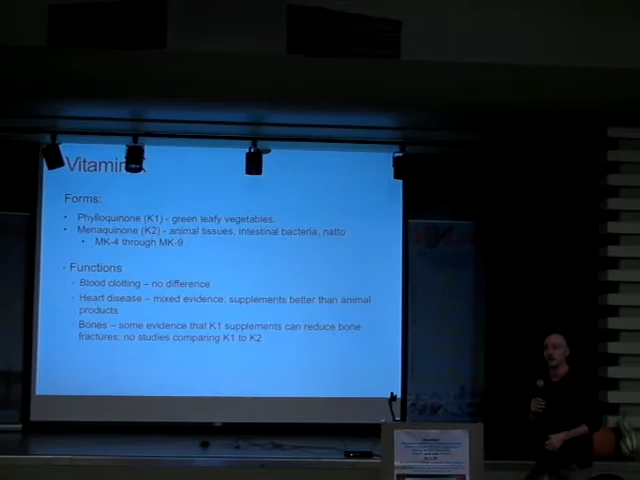 Vitamin K
Forms:
• Phylloquinone (K1) - green leafy vegetables.
• Menaquinone (K2) - animal tissues, intestinal bacteria, natto
• MK-4 through MK-9
• Functions
• Blood clotting – no difference
• Heart disease – mixed evidence; supplements better than animal
products
Bones – some evidence that K1 supplements can reduce bone
fractures; no studies comparing K1 to K2